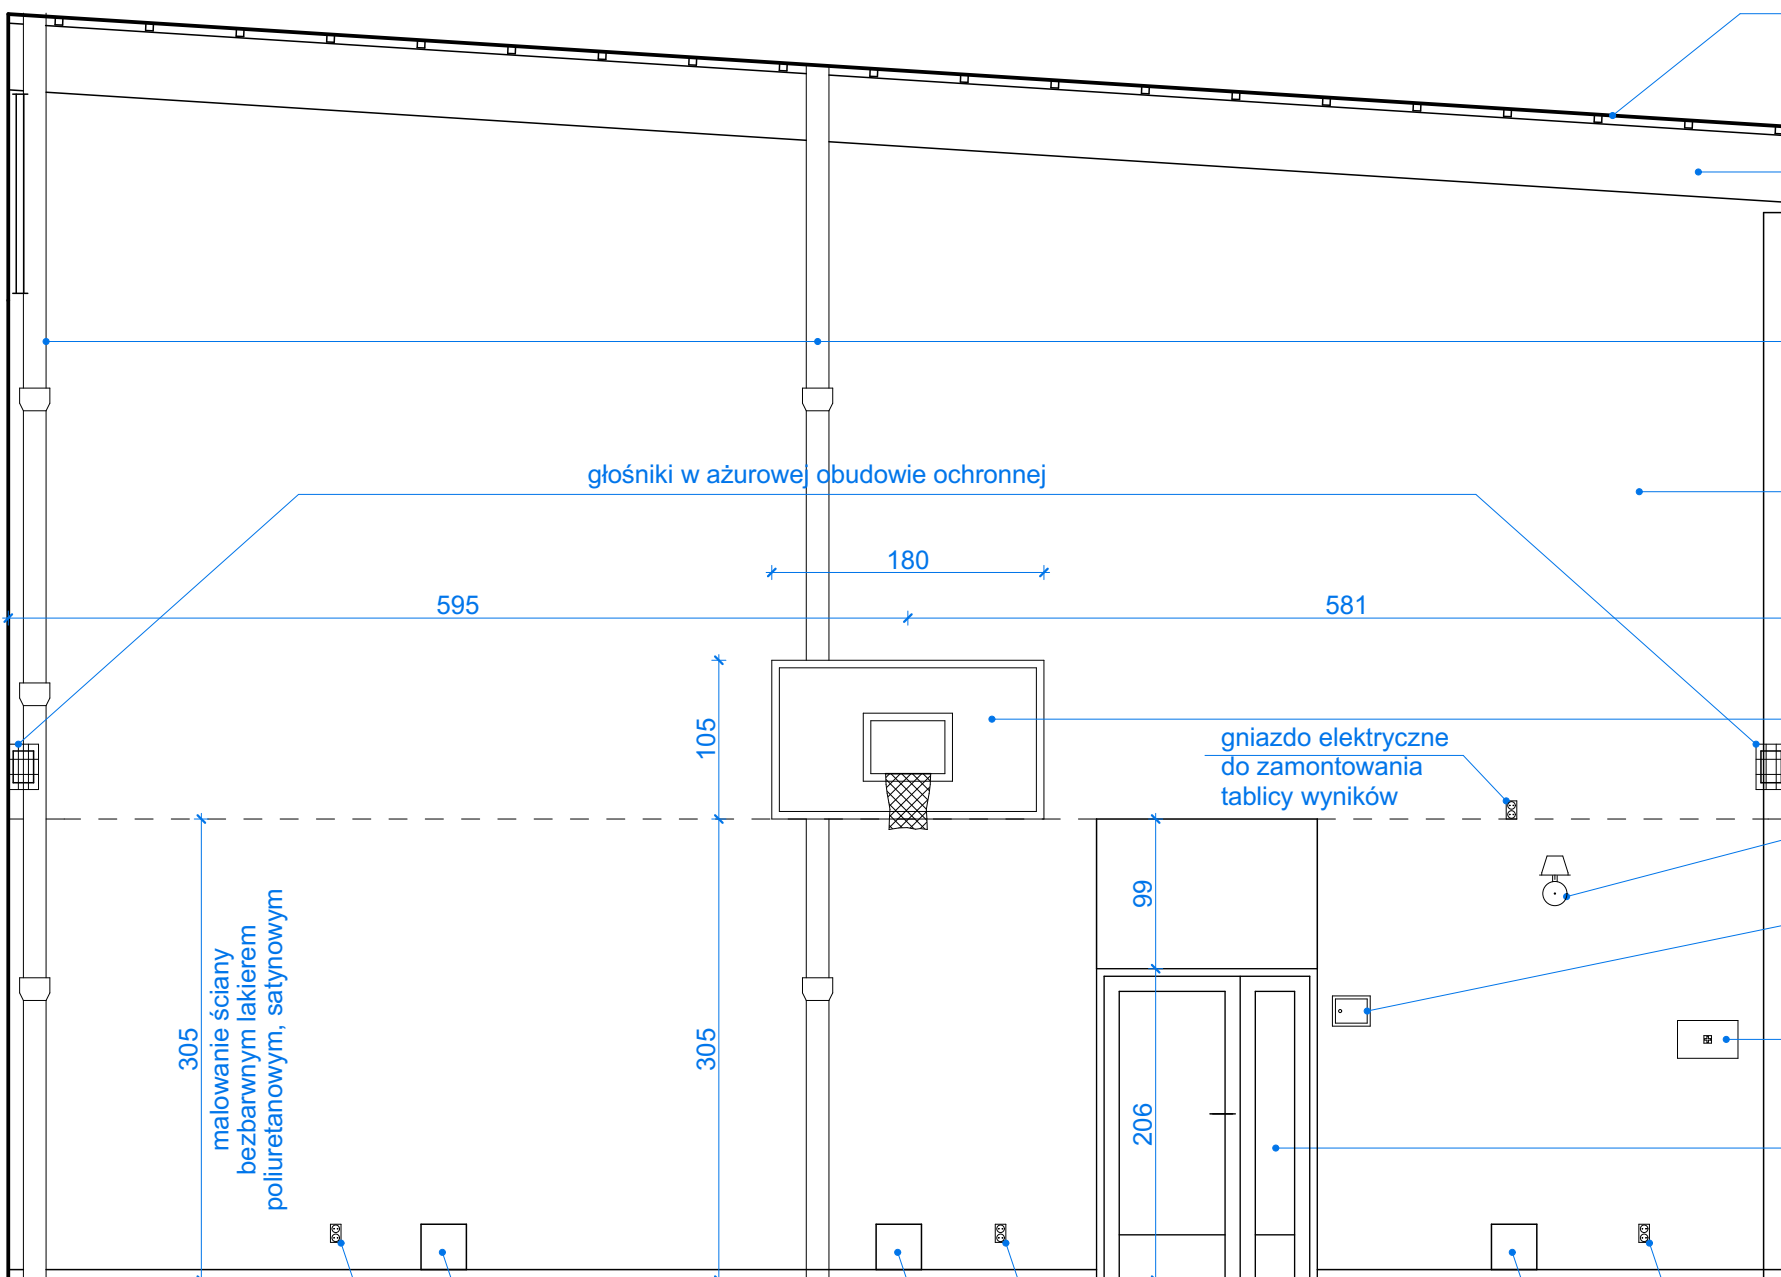 głośniki w ażurowej obudowie ochronnej
180
595
581
105
gniazdo elektryczne
do zamontowania
tablicy wyników
99
305
malowanie ściany
bezbarwnym lakierem
poliuretanowym, satynowym
305
206